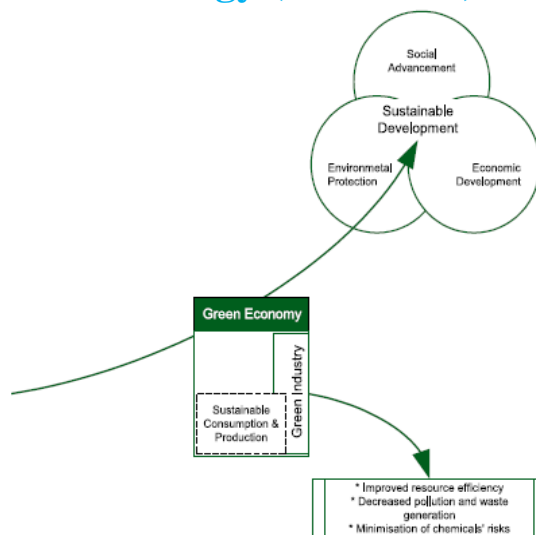 Social
Advancement
Sustainable
Development
Environmetal
Protection
Economic
Development
Green Economy
Green Industry
Sustainable
Consumption &
Production
* Improved resource efficiency
* Decreased pollution and waste
generation
* Minimisation of chemicals' risks